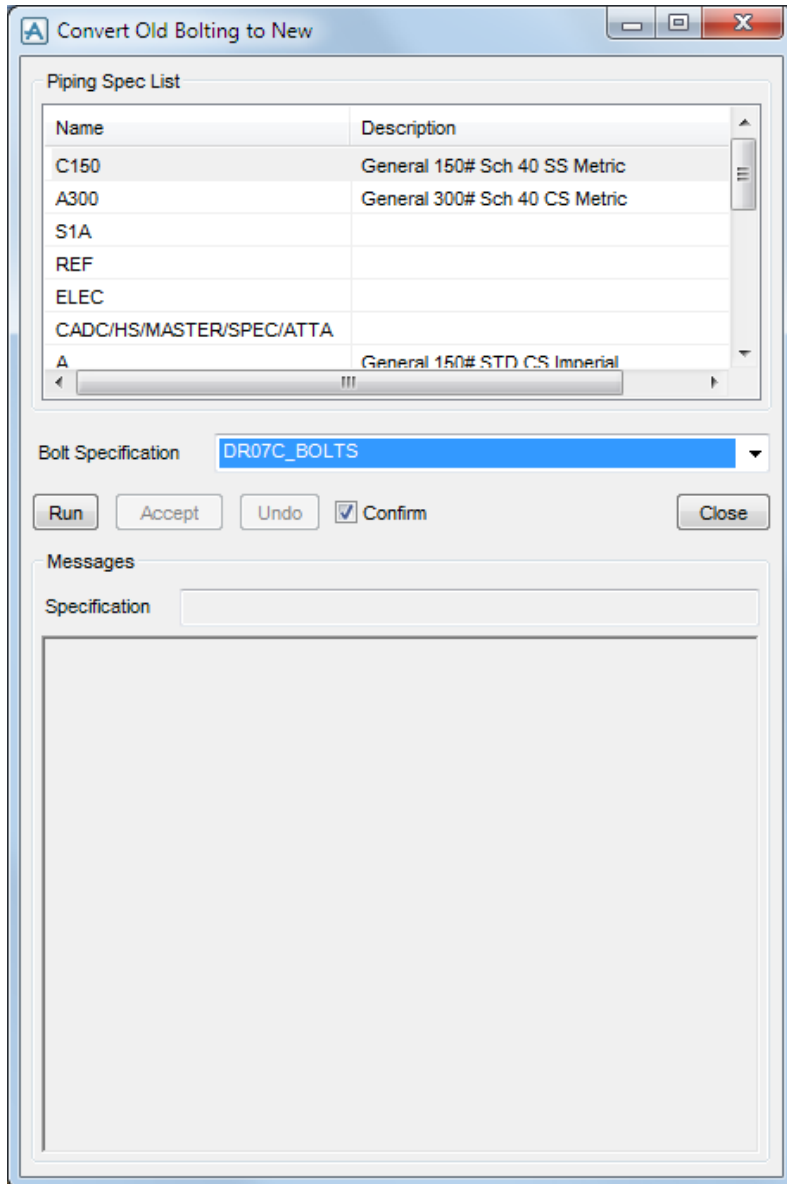 Convert Old Bolting to New
Piping Spec List
Name Description
C150 General 150# Sch 40 SS Metric
A300 General 300# Sch 40 CS Metric
S1A
REF
ELEC
CADC/HS/MASTER/SPEC/ATTA
A General 150# STD CS Imperial
Bolt Specification DR07C_BOLTS
Run Accept Undo Confirm Close
Messages
Specification